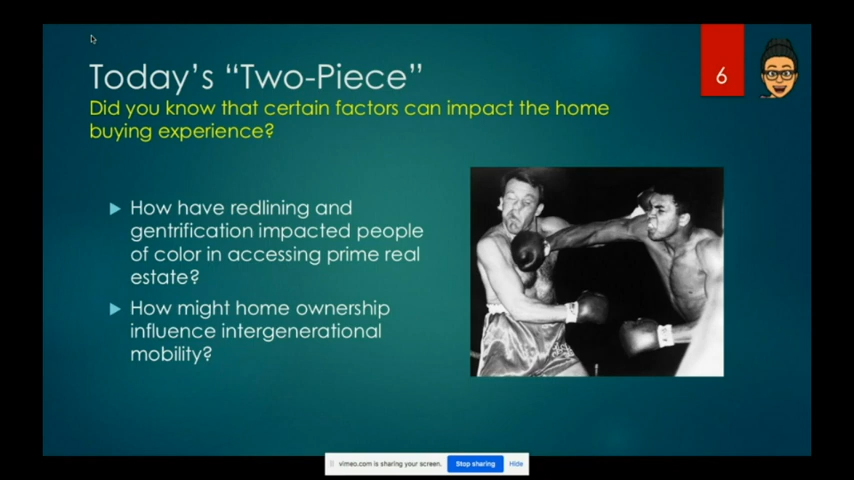 Today's “Two-Piece”
6
Did you know that certain factors can impact the home
buying experience?
How have redlining and
gentrification impacted people
of color in accessing prime real
estate?
How might home ownership
influence intergenerational
mobility?
vimeo.com is sharing your screen.
Stop sharing
Hide